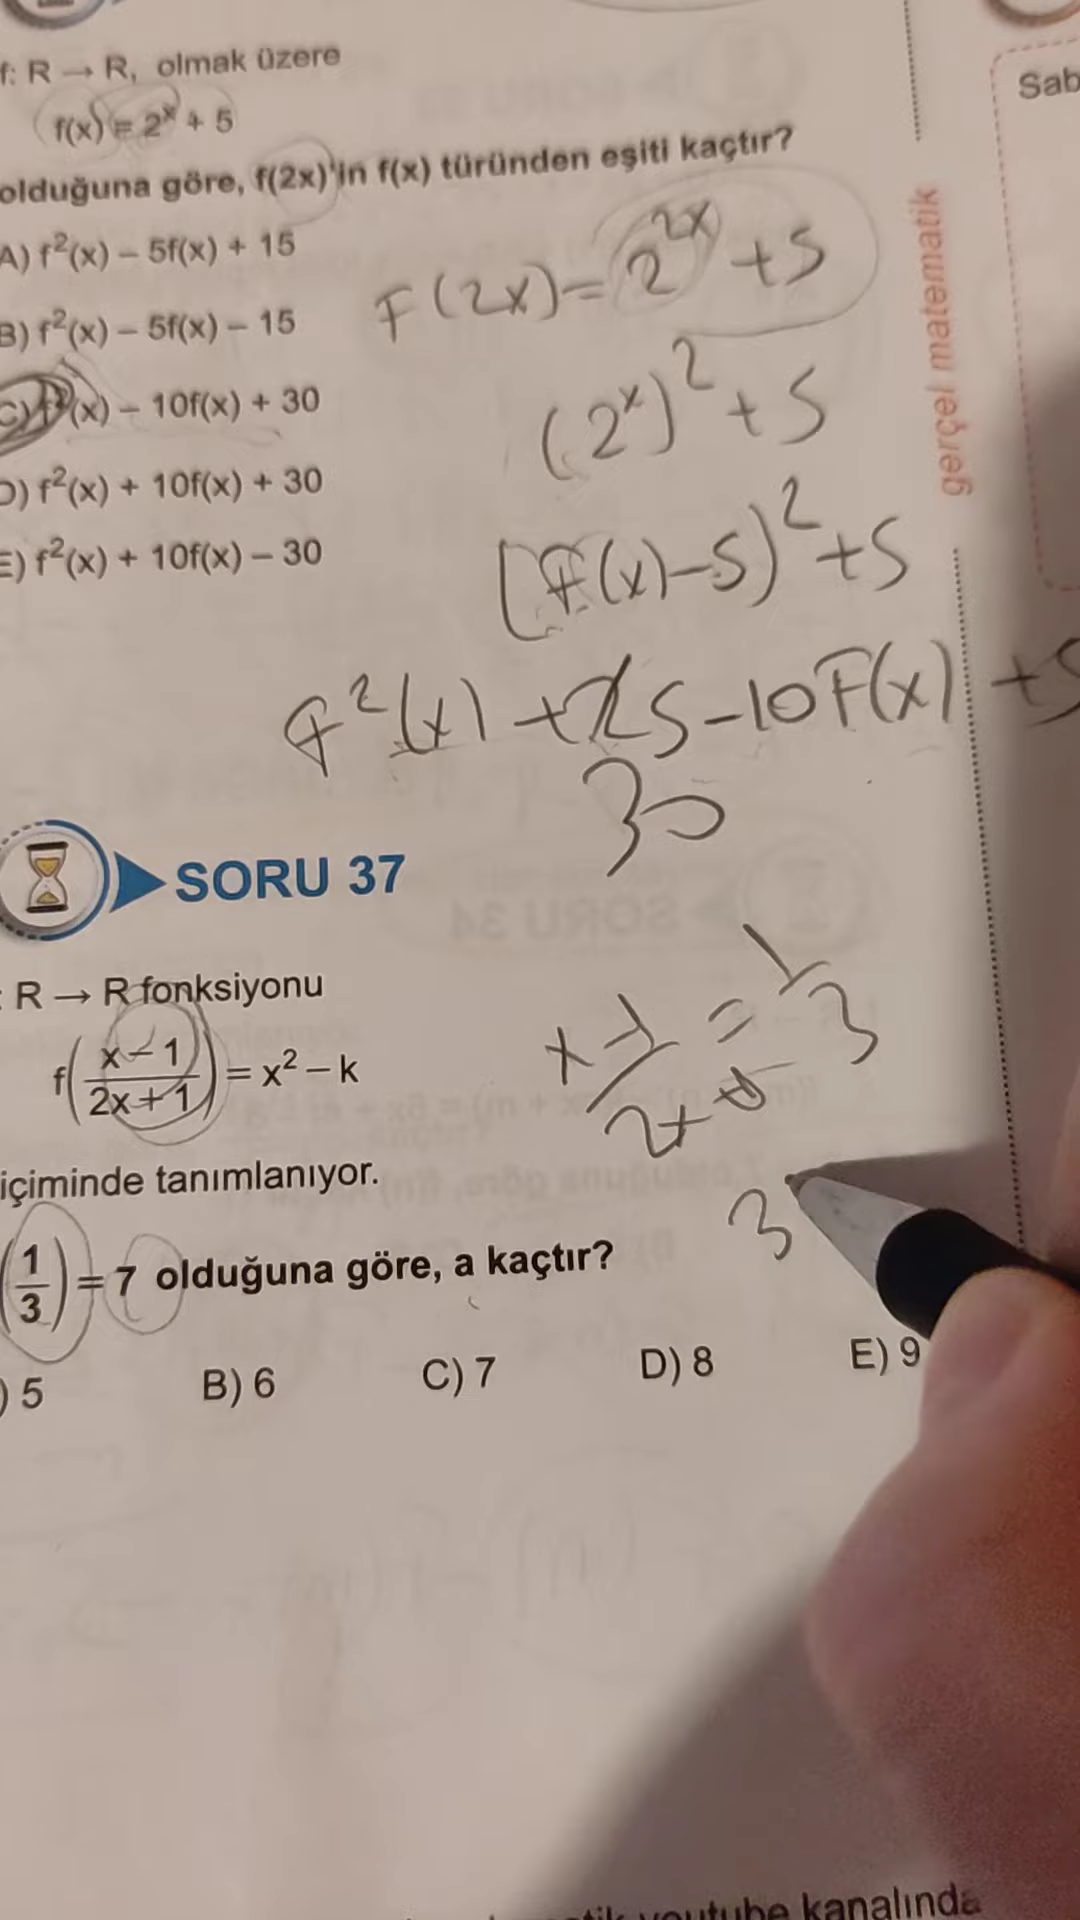 f: R → R, olmak üzere
f(x) = 2^x + 5
olduğuna göre, f(2x)'in f(x) türünden eşiti kaçtır?
A) f²(x) – 5f(x) + 15
B) f²(x) – 5f(x) – 15
C) f²(x) – 10f(x) + 30
D) f²(x) + 10f(x) + 30
E) f²(x) + 10f(x) – 30
F(2x) = 2^2x + 5
(2^x)² + 5
(F(x) – 5)² + 5
F²(x) + 25 – 10F(x) + 5
30
gerçel matematik
Sab
SORU 37
: R → R fonksiyonu
f((x – 1)/(2x + 1)) = x² – k
içiminde tanımlanıyor.
(1/3) = 7 olduğuna göre, a kaçtır?
) 5
B) 6
C) 7
D) 8
E) 9
3
youtube kanalında